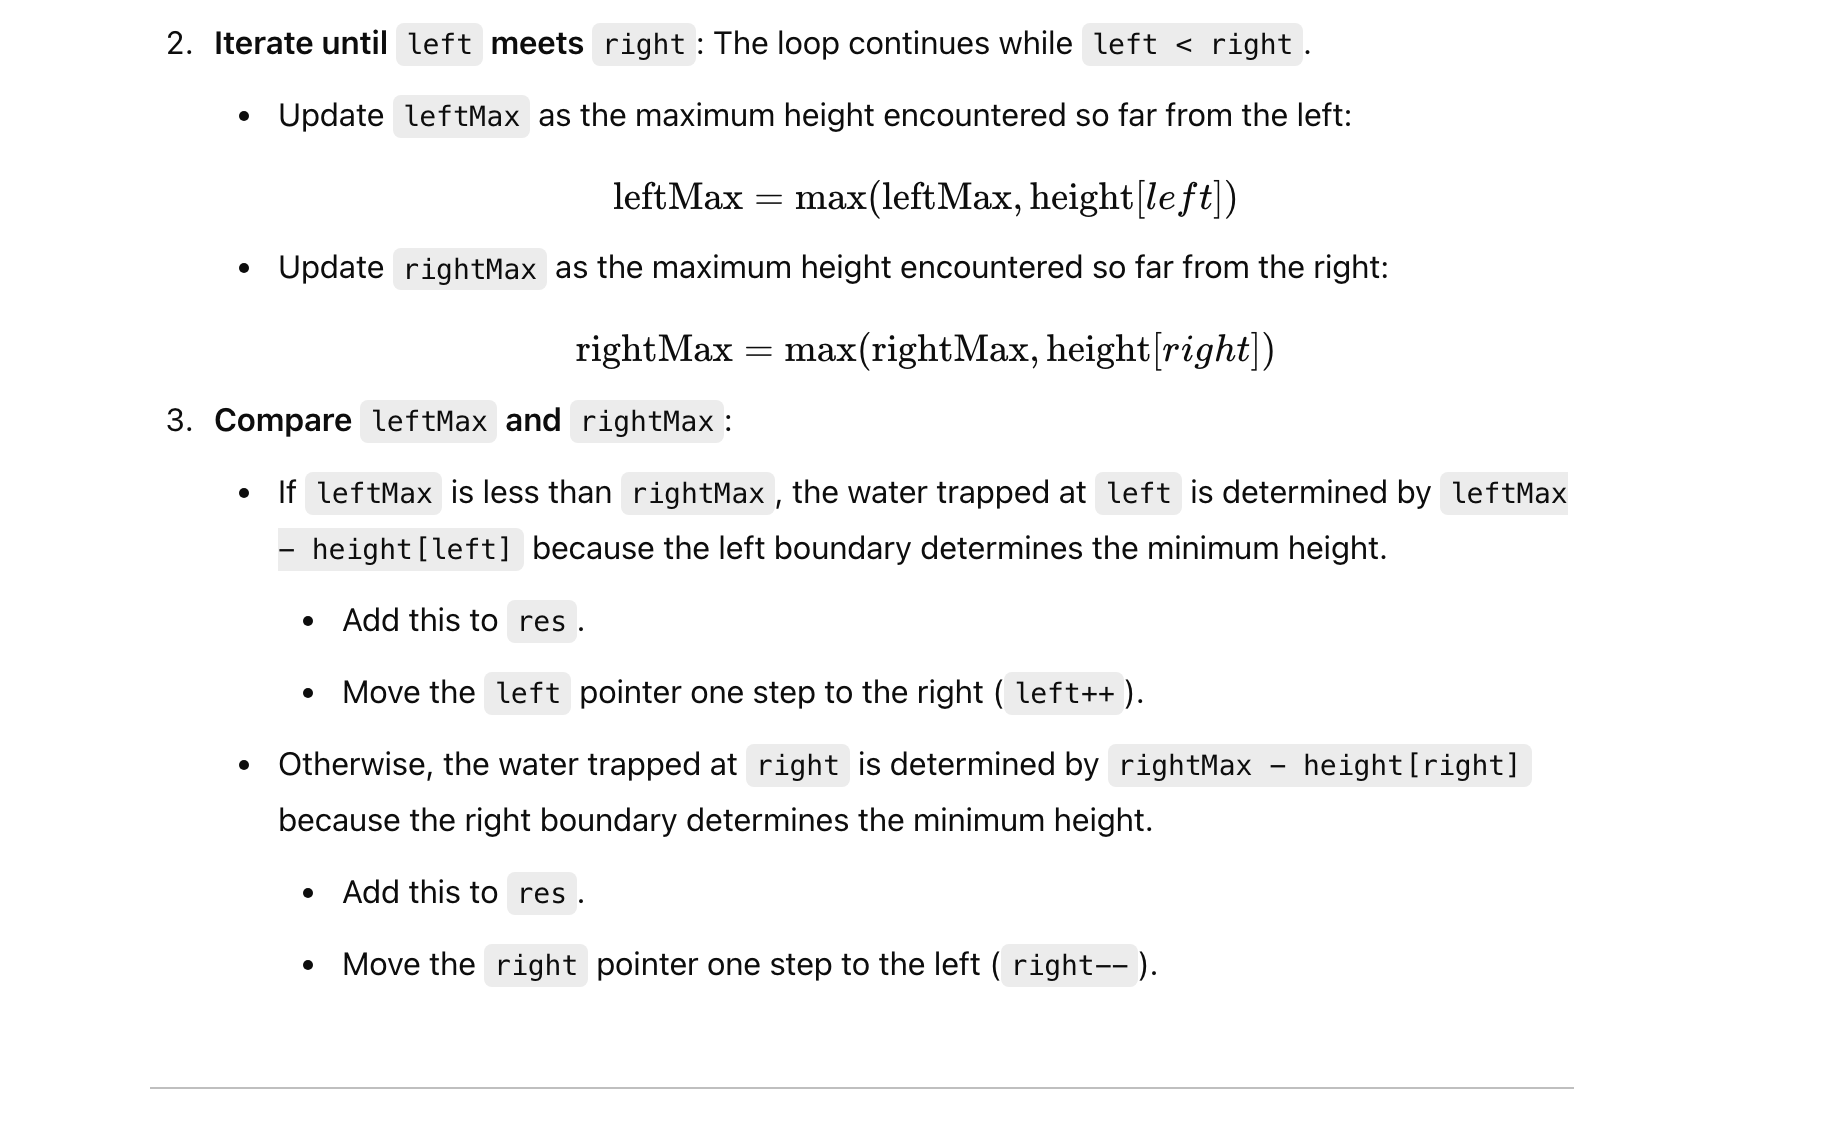 2. Iterate until left meets right: The loop continues while left < right.
• Update leftMax as the maximum height encountered so far from the left:
leftMax = max(leftMax, height[left])
• Update rightMax as the maximum height encountered so far from the right:
rightMax = max(rightMax, height[right])
3. Compare leftMax and rightMax:
• If leftMax is less than rightMax, the water trapped at left is determined by leftMax
– height[left] because the left boundary determines the minimum height.
• Add this to res.
• Move the left pointer one step to the right (left++).
• Otherwise, the water trapped at right is determined by rightMax – height[right]
because the right boundary determines the minimum height.
• Add this to res.
• Move the right pointer one step to the left (right--).